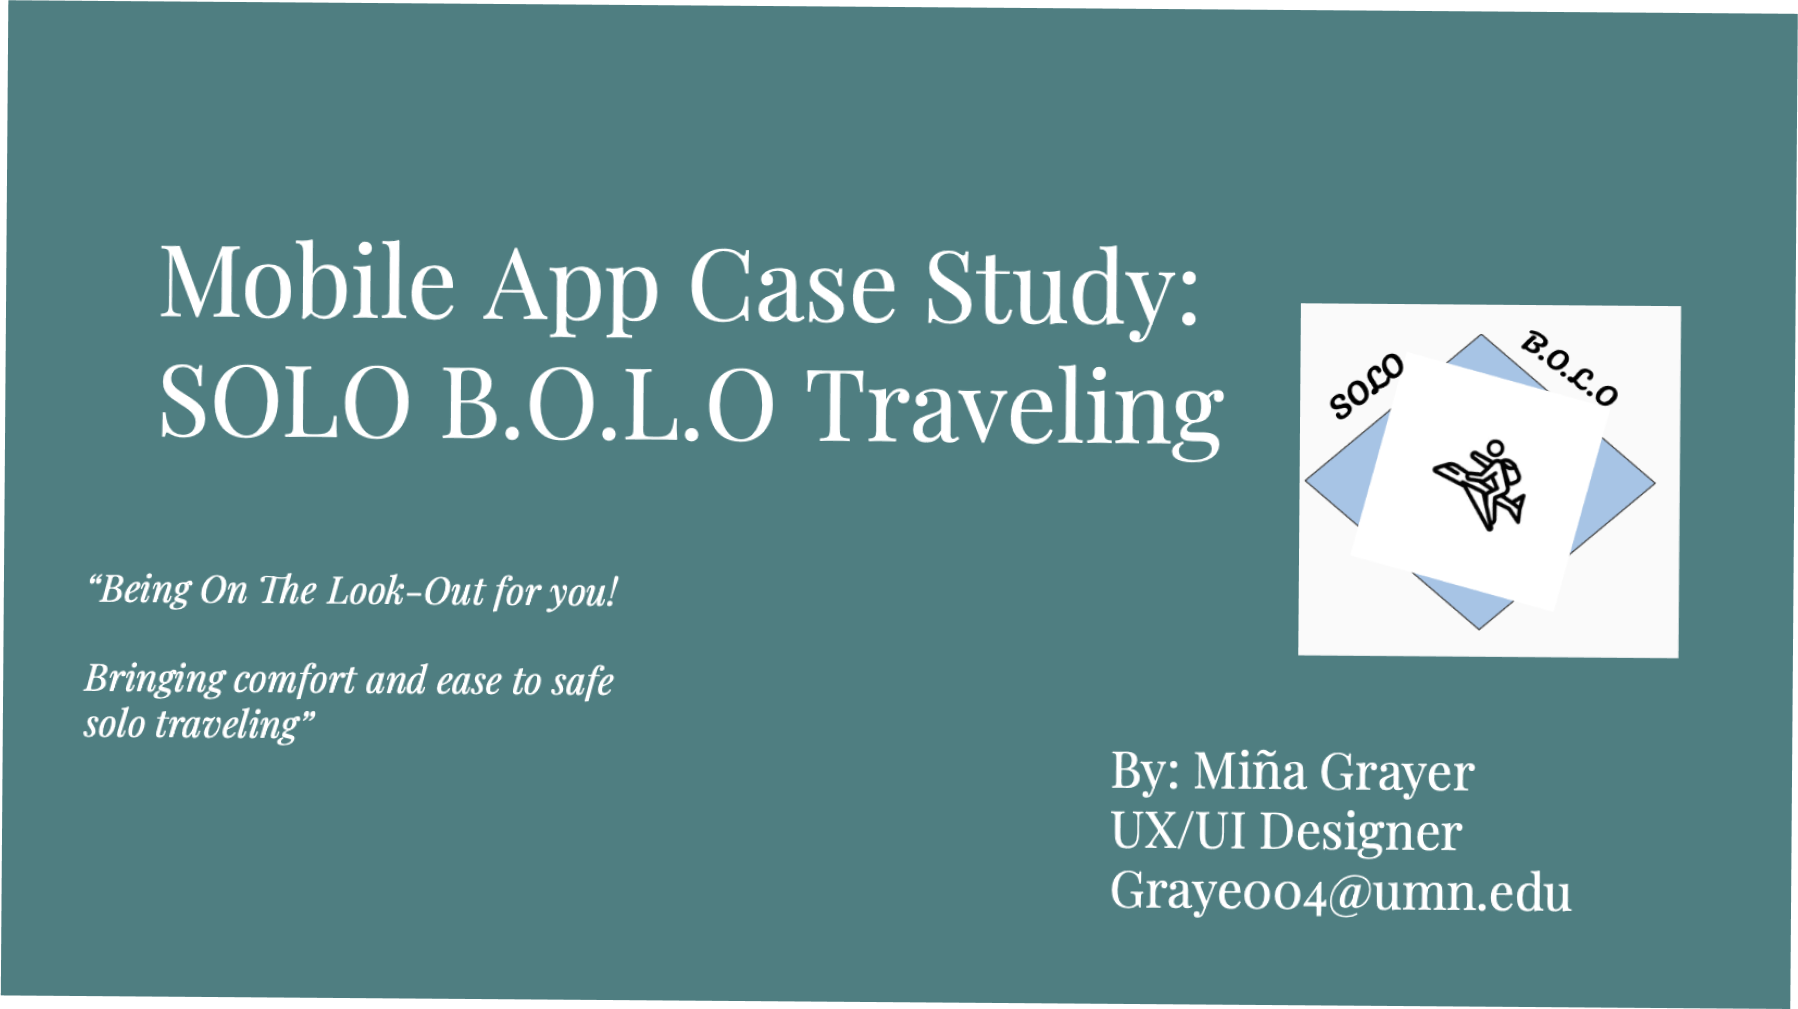 Mobile App Case Study:
SOLO B.O.L.O Traveling
SOLO
B.O.L.O
“Being On The Look-Out for you!
Bringing comfort and ease to safe
solo traveling”
By: Miña Grayer
UX/UI Designer
Graye004@umn.edu